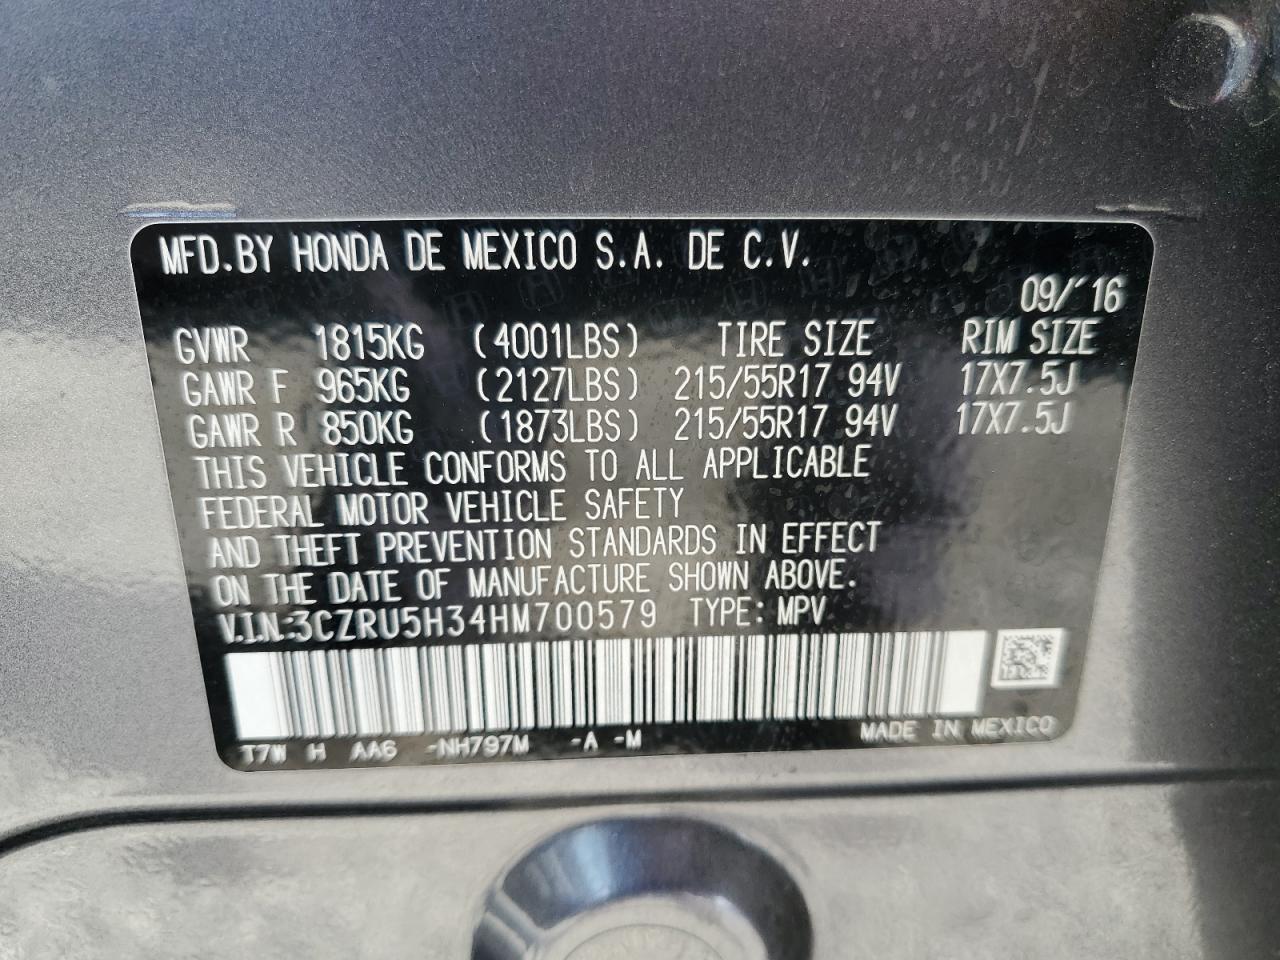 MFD.BY HONDA DE MEXICO S.A. DE C.V.
09/´16
GVWR 1815KG (4001LBS) TIRE SIZE RIM SIZE
GAWR F 965KG (2127LBS) 215/55R17 94V 17X7.5J
GAWR R 850KG (1873LBS) 215/55R17 94V 17X7.5J
THIS VEHICLE CONFORMS TO ALL APPLICABLE
FEDERAL MOTOR VEHICLE SAFETY
AND THEFT PREVENTION STANDARDS IN EFFECT
ON THE DATE OF MANUFACTURE SHOWN ABOVE.
V.I.N:3CZRU5H34HM700579 TYPE: MPV
T7W H AA6 -NH797M -A -M MADE IN MEXICO